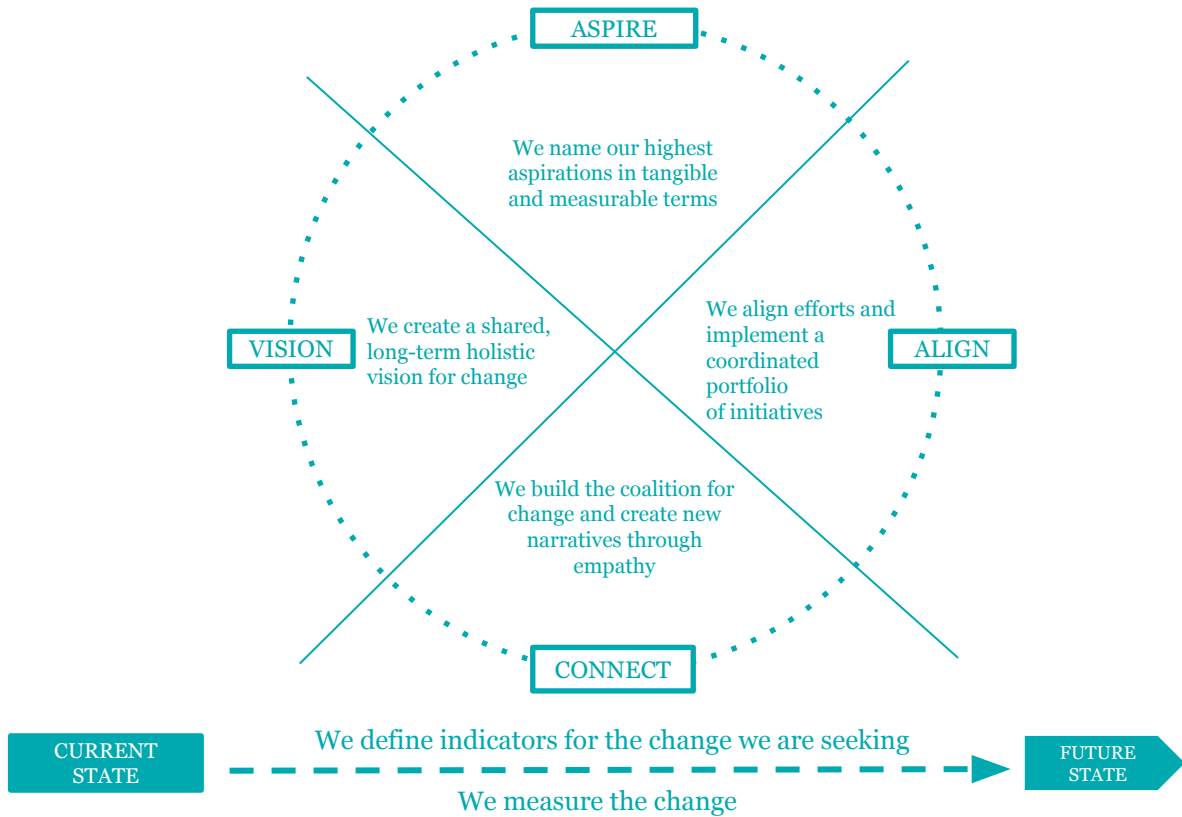 ASPIRE
We name our highest
aspirations in tangible
and measurable terms
VISION
We create a shared,
long-term holistic
vision for change
We align efforts and
implement a
coordinated
portfolio
of initiatives
ALIGN
We build the coalition for
change and create new
narratives through
empathy
CONNECT
CURRENT
STATE
We define indicators for the change we are seeking
We measure the change
FUTURE
STATE